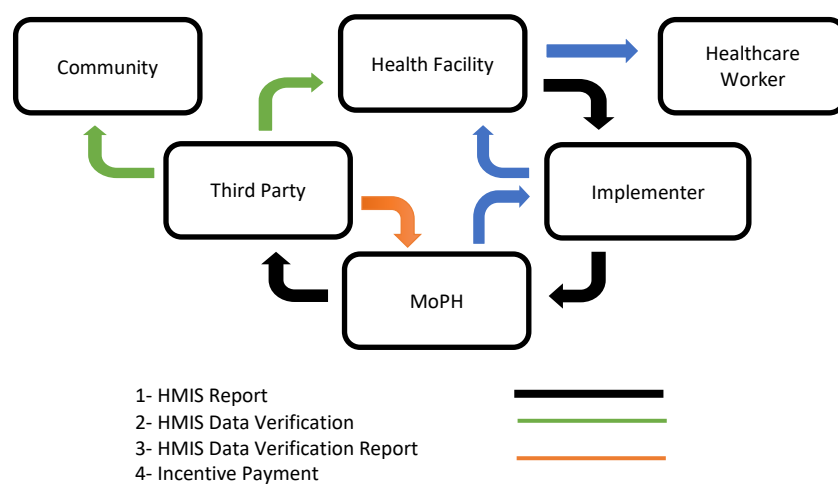 Community
Health Facility
Healthcare
Worker
Third Party
Implementer
MoPH
1- HMIS Report
2- HMIS Data Verification
3- HMIS Data Verification Report
4- Incentive Payment